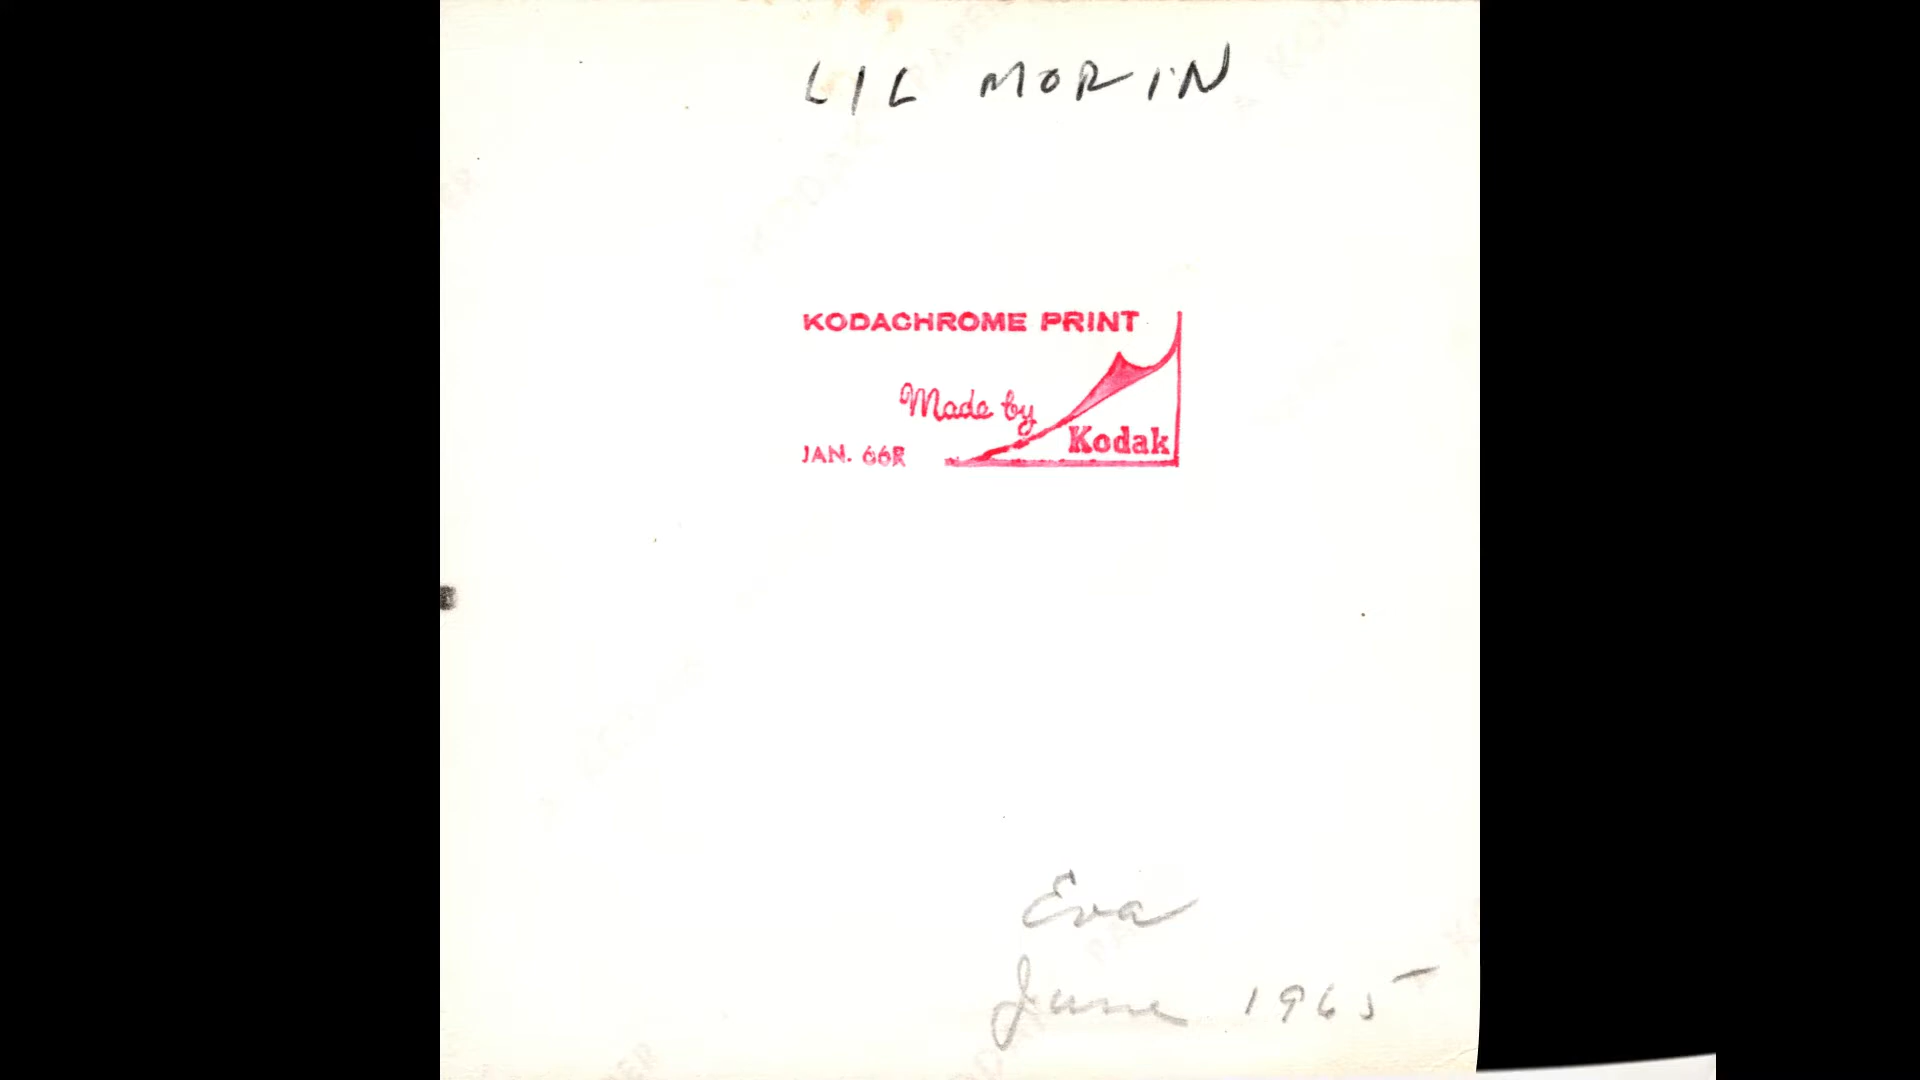 LIL MORIN
KODACHROME PRINT
Made by
Kodak
JAN. 66R
Eva
June 1965